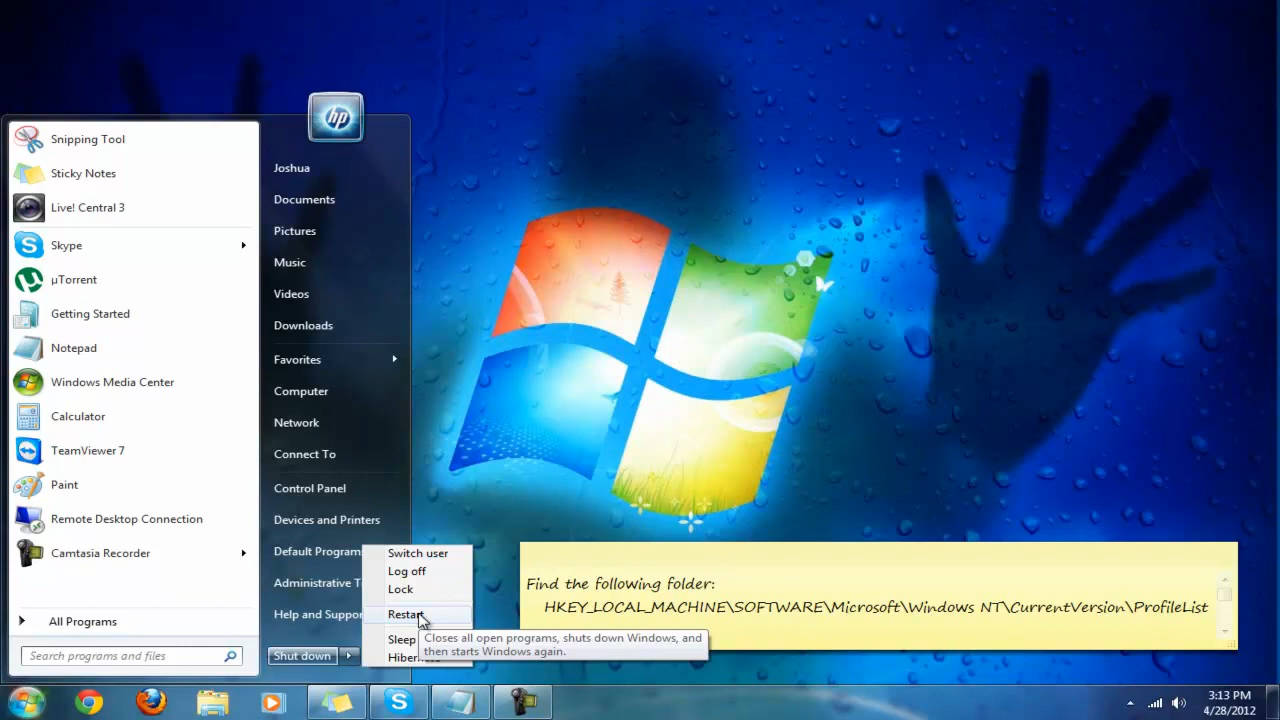 hp
Snipping Tool
Sticky Notes
Live! Central 3
Skype
µTorrent
Getting Started
Notepad
Windows Media Center
Calculator
TeamViewer 7
Paint
Remote Desktop Connection
Camtasia Recorder
All Programs
Search programs and files
Joshua
Documents
Pictures
Music
Videos
Downloads
Favorites
Computer
Network
Connect To
Control Panel
Devices and Printers
Default Program
Administrative T
Help and Suppor
Shut down
Switch user
Log off
Lock
Restart
Sleep
Closes all open programs, shuts down Windows, and
then starts Windows again.
Find the following folder:
HKEY_LOCAL_MACHINE\SOFTWARE\Microsoft\Windows NT\CurrentVersion\ProfileList
3:13 PM
4/28/2012